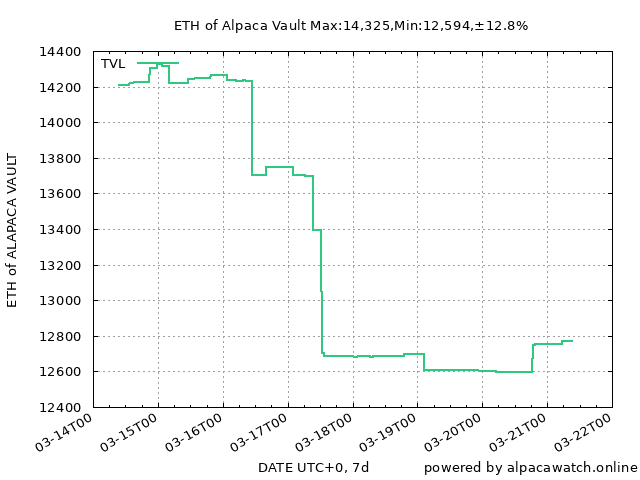 ETH of Alpaca Vault Max:14,325,Min:12,594,±12.8%
TVL
14400
14200
14000
13800
13600
13400
13200
13000
12800
12600
12400
ETH of ALAPACA VAULT
03-14T00
03-15T00
03-16T00
03-17T00
03-18T00
03-19T00
03-20T00
03-21T00
03-22T00
DATE UTC+0, 7d
powered by alpacawatch.online